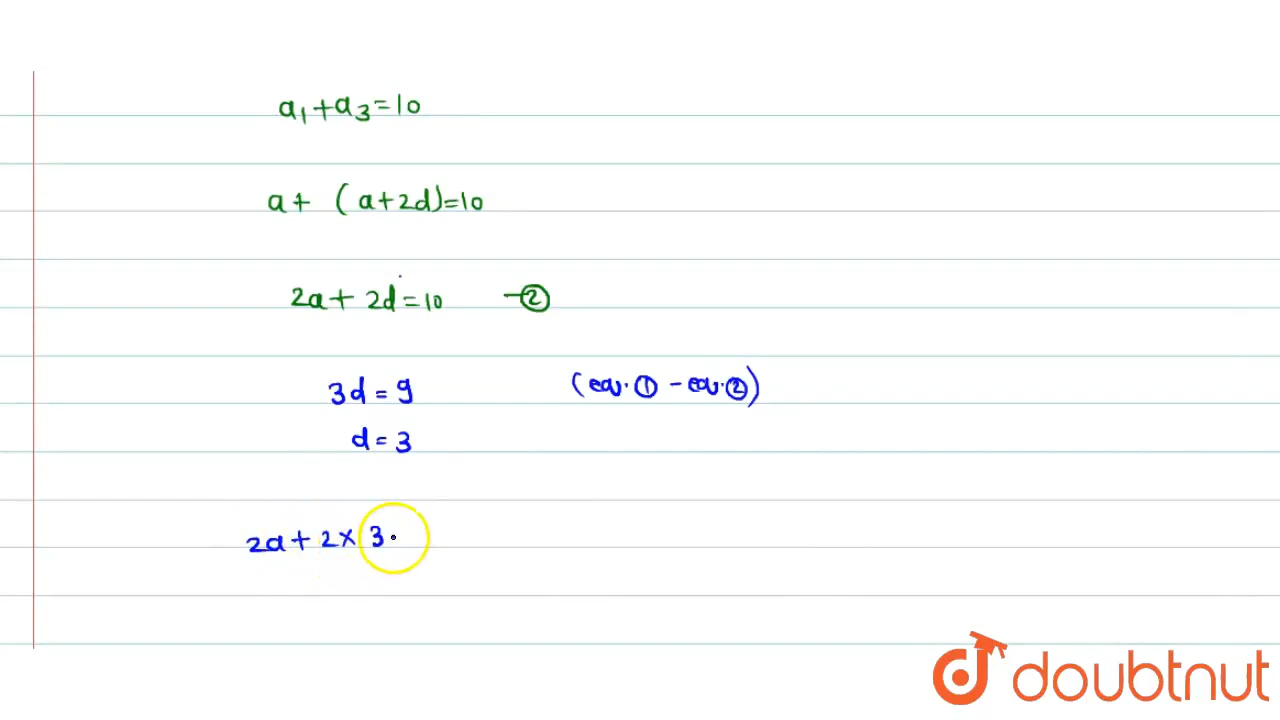 a₁+a₃=10
a+ (a+2d)=10
2a+ 2d=10 -②
3d=9 (eq.①-eq.②)
d=3
2a+2×3
doubtnut